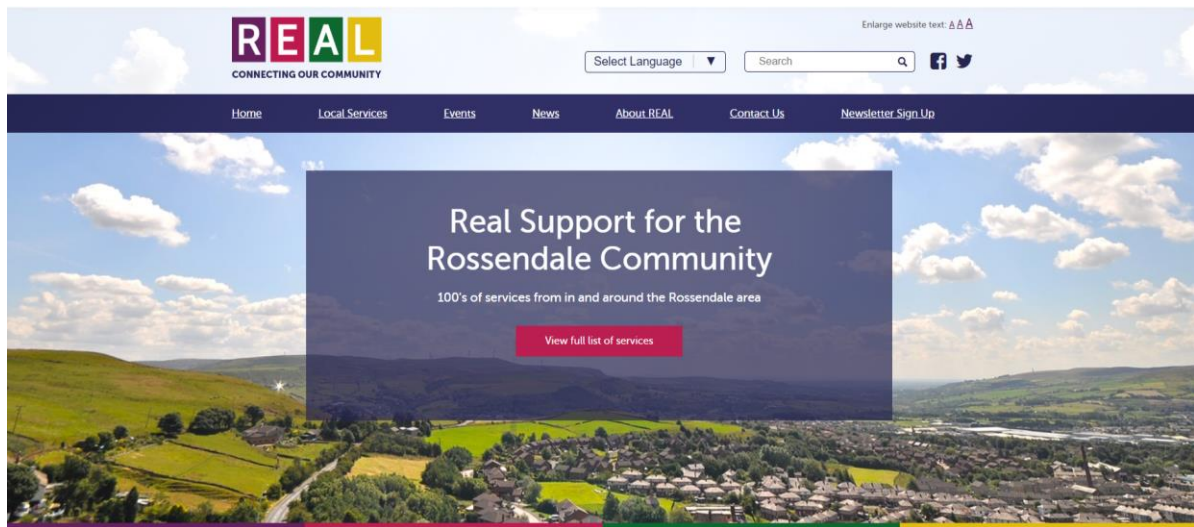 REAL
CONNECTING OUR COMMUNITY
Enlarge website text: A A A
Select Language ▼
Search
Home Local Services Events News About REAL Contact Us Newsletter Sign Up
Real Support for the
Rossendale Community
100's of services from in and around the Rossendale area
View full list of services